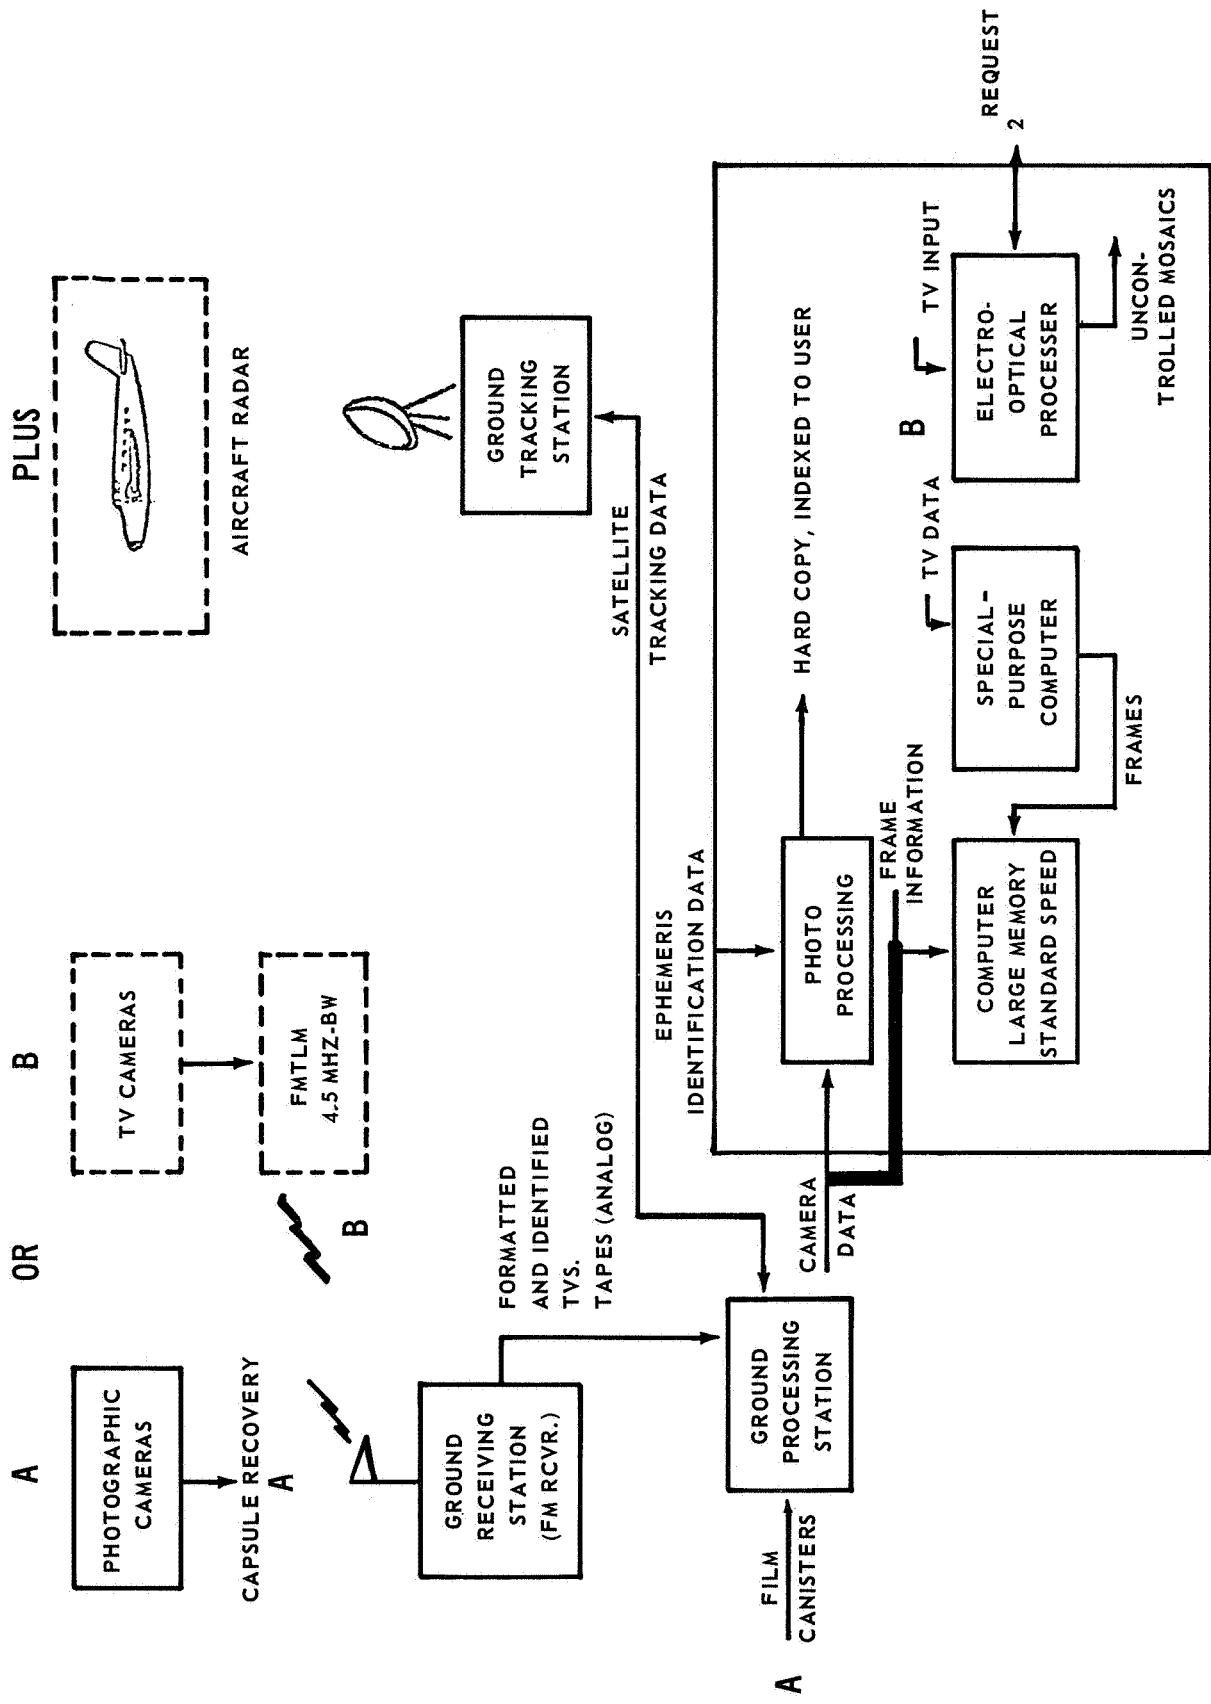 A
OR
B
PLUS
PHOTOGRAPHIC
CAMERAS
TV CAMERAS
AIRCRAFT RADAR
CAPSULE RECOVERY
A
FMTLM
4.5 MHZ-BW
B
GROUND
RECEIVING
STATION
(FM RCVR.)
FORMATTED
AND IDENTIFIED
TVS.
TAPES (ANALOG)
GROUND
TRACKING
STATION
SATELLITE
TRACKING DATA
EPHEMERIS
IDENTIFICATION DATA
A
FILM
CANISTERS
GROUND
PROCESSING
STATION
CAMERA
DATA
PHOTO
PROCESSING
HARD COPY, INDEXED TO USER
FRAME
INFORMATION
TV DATA
B
TV INPUT
COMPUTER
LARGE MEMORY
STANDARD SPEED
SPECIAL-
PURPOSE
COMPUTER
ELECTRO-
OPTICAL
PROCESSER
REQUEST
2
FRAMES
UNCON-
TROLLED MOSAICS